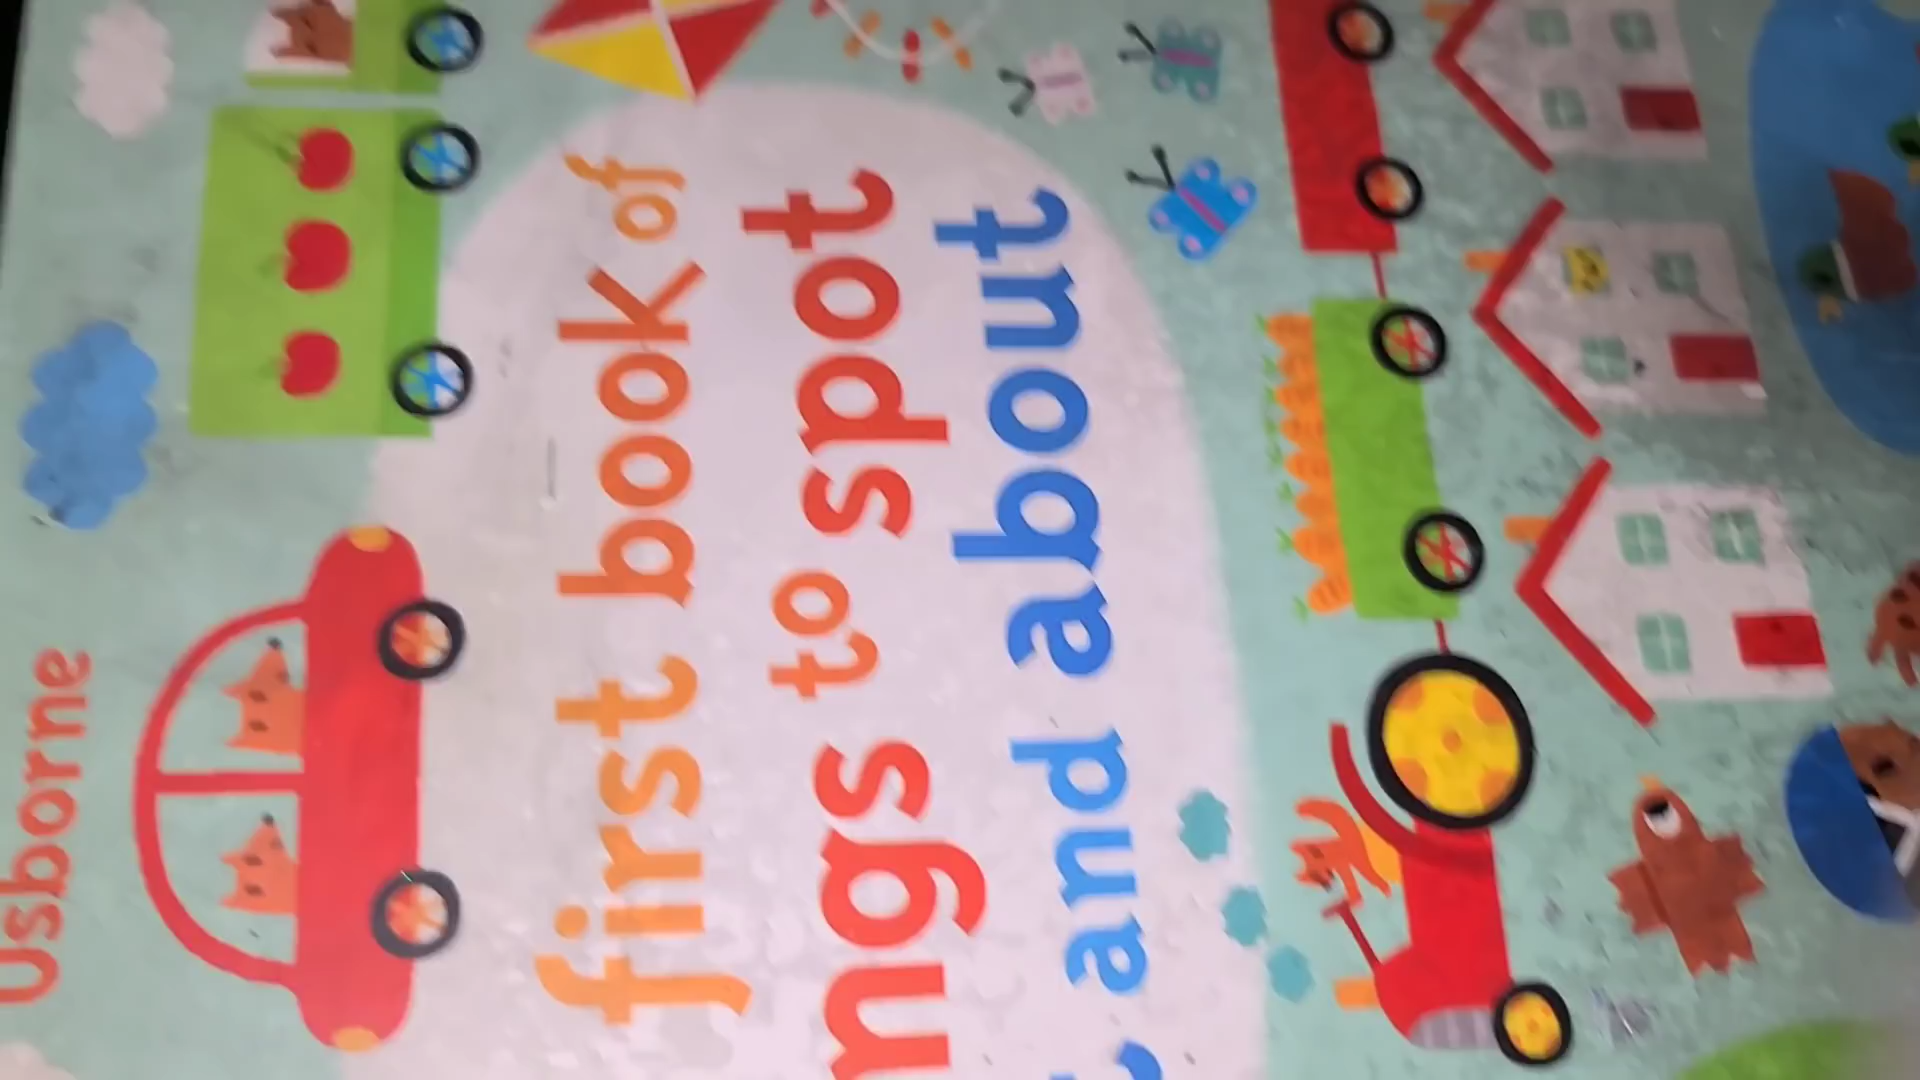 Usborne
first book of
ngs to spot
and about